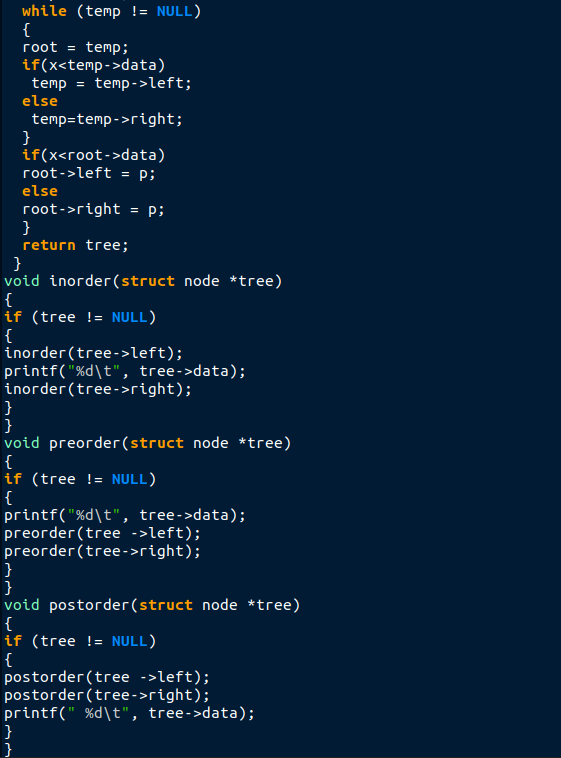 while (temp != NULL)
{
root = temp;
if(x<temp->data)
temp = temp->left;
else
temp=temp->right;
}
if(x<root->data)
root->left = p;
else
root->right = p;
}
return tree;
}
void inorder(struct node *tree)
{
if (tree != NULL)
{
inorder(tree->left);
printf("%d\t", tree->data);
inorder(tree->right);
}
}
void preorder(struct node *tree)
{
if (tree != NULL)
{
printf("%d\t", tree->data);
preorder(tree ->left);
preorder(tree->right);
}
}
void postorder(struct node *tree)
{
if (tree != NULL)
{
postorder(tree ->left);
postorder(tree->right);
printf(" %d\t", tree->data);
}
}